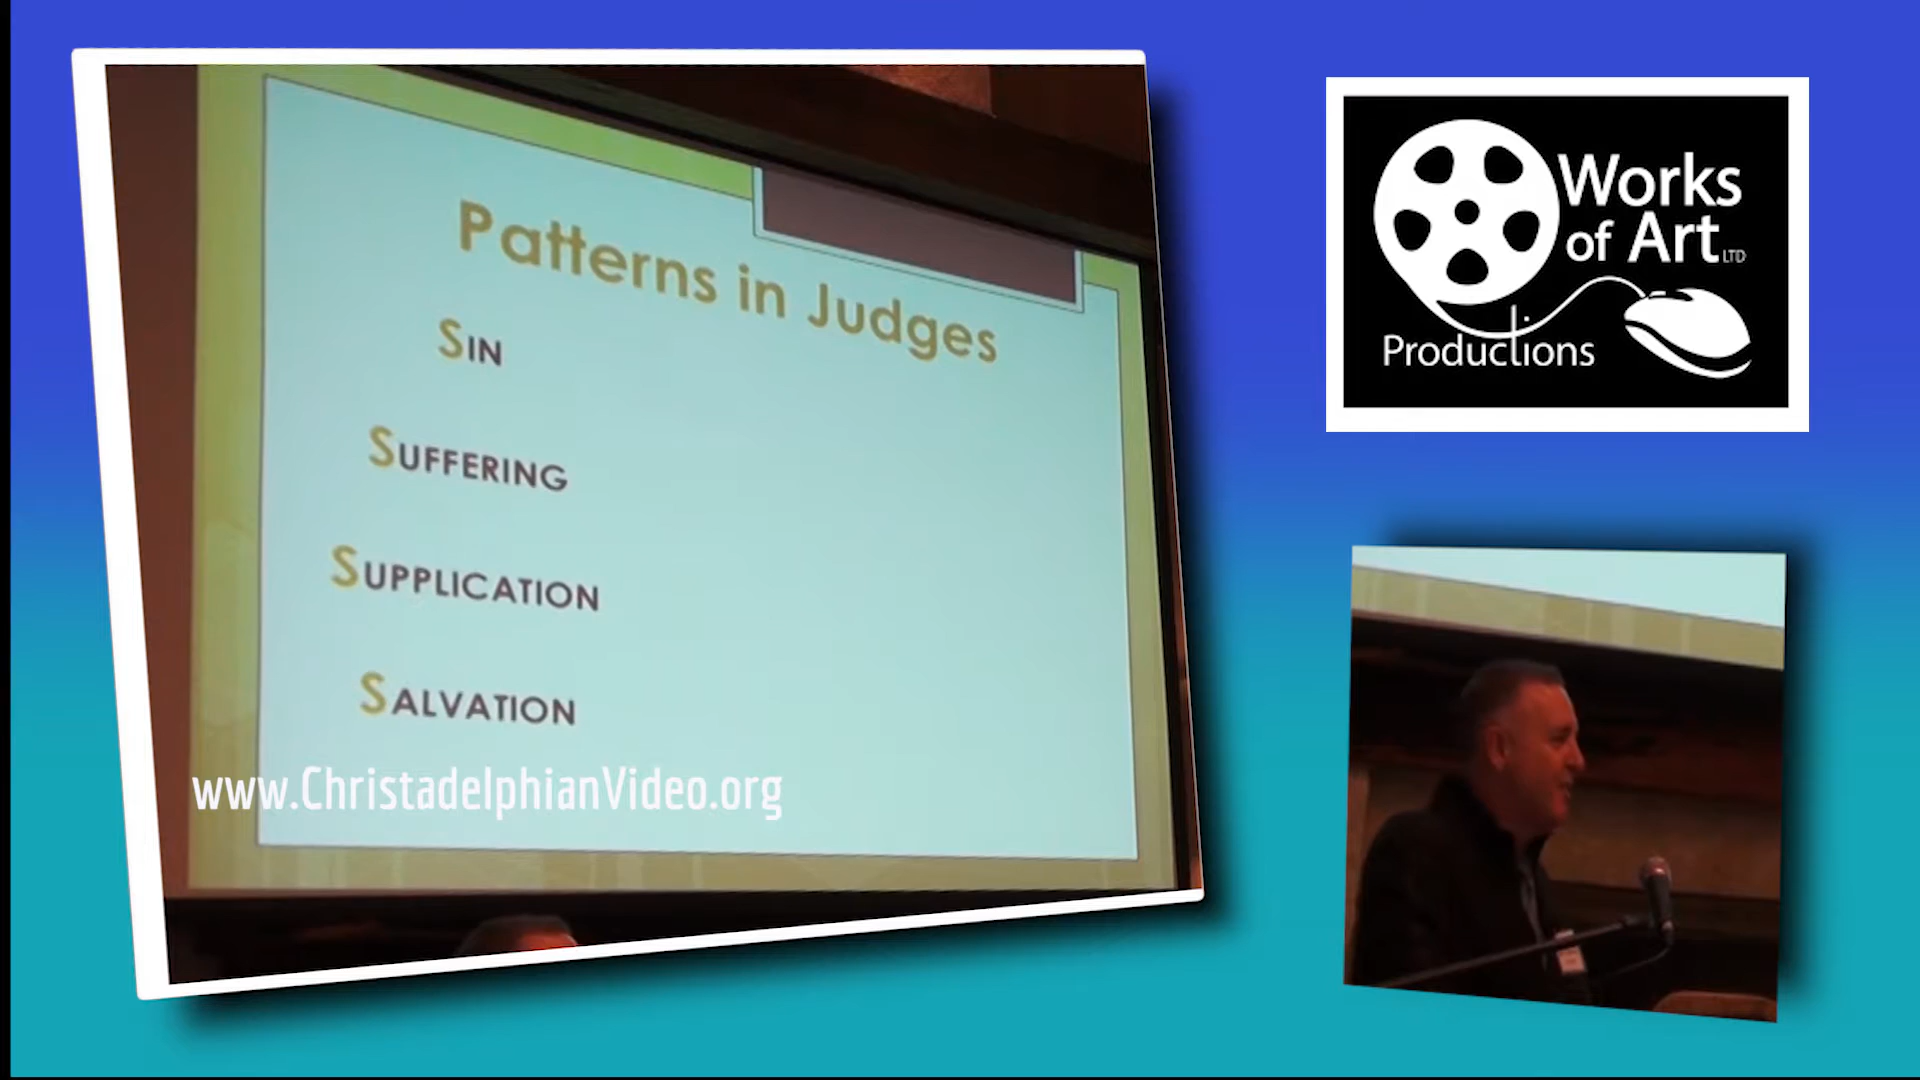 Patterns in Judges
SIN
SUFFERING
SUPPLICATION
SALVATION
www.ChristadelphianVideo.org
Works
of Art LTD
Productions